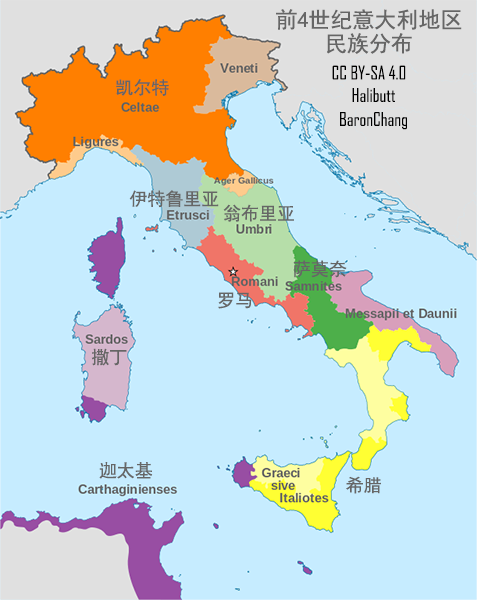 前4世纪意大利地区
民族分布
CC BY-SA 4.0
Halibutt
BaronChang
Veneti
凯尔特
Celtae
Ligures
Ager Gallicus
伊特鲁里亚
Etrusci
翁布里亚
Umbri
萨莫奈
Samnites
Romani
罗马
Messapii et Daunii
Sardos
撒丁
迦太基
Carthaginienses
Graeci
sive
Italiotes
希腊